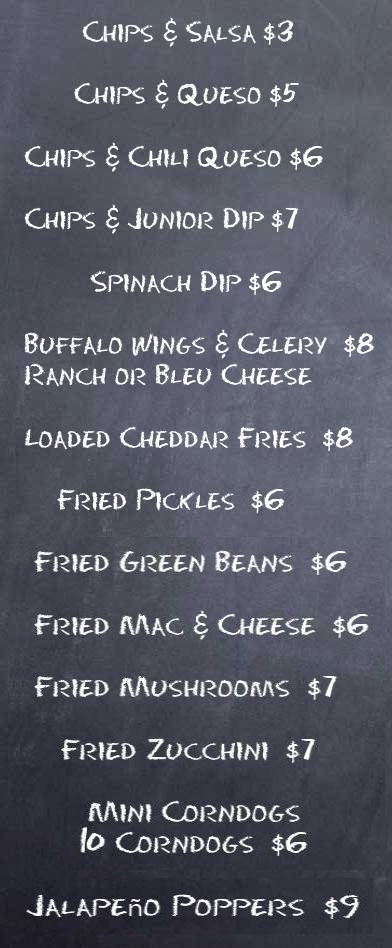 Chips & Salsa $3
Chips & Queso $5
Chips & Chili Queso $6
Chips & Junior Dip $7
Spinach Dip $6
Buffalo Wings & Celery $8
Ranch or Bleu Cheese
Loaded Cheddar Fries $8
Fried Pickles $6
Fried Green Beans $6
Fried Mac & Cheese $6
Fried Mushrooms $7
Fried Zucchini $7
Mini Corndogs
10 Corndogs $6
Jalapeño Poppers $9